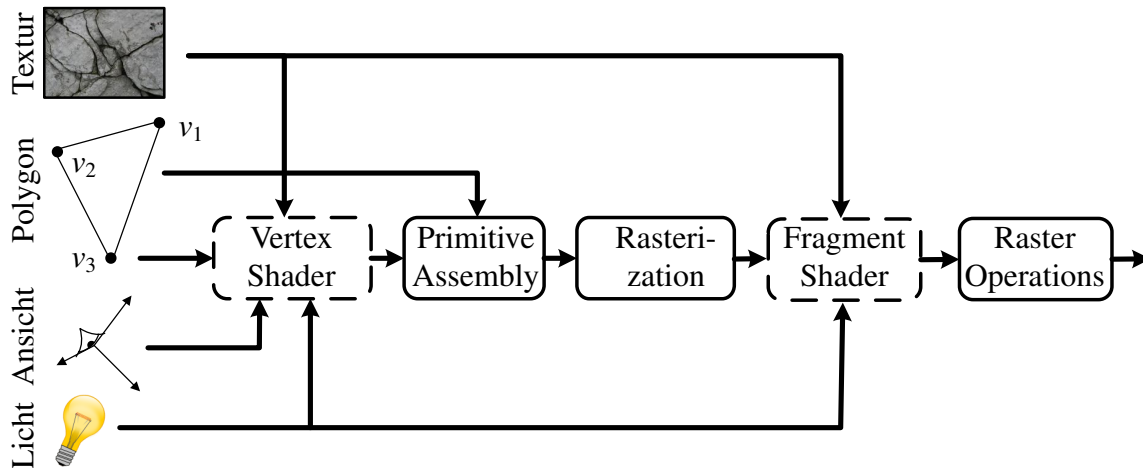 Textur
Polygon
Ansicht
Licht
v1
v2
v3
Vertex
Shader
Primitive
Assembly
Rasteri-
zation
Fragment
Shader
Raster
Operations